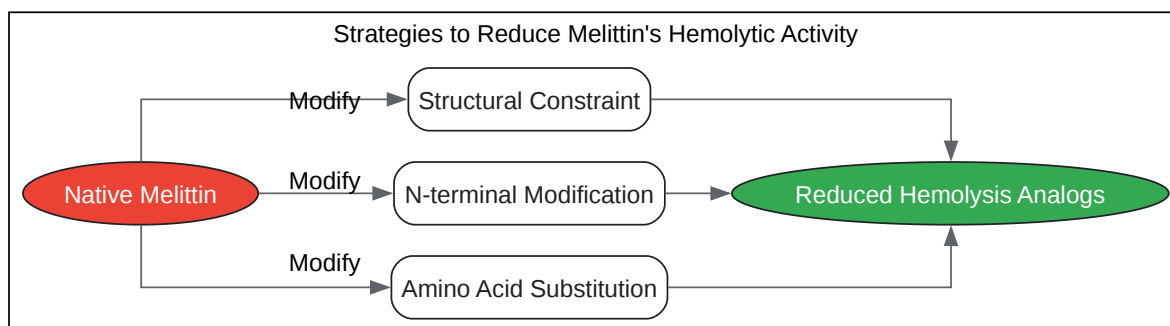 Strategies to Reduce Melittin's Hemolytic Activity
Modify
Structural Constraint
Native Melittin
Modify
N-terminal Modification
Reduced Hemolysis Analogs
Modify
Amino Acid Substitution